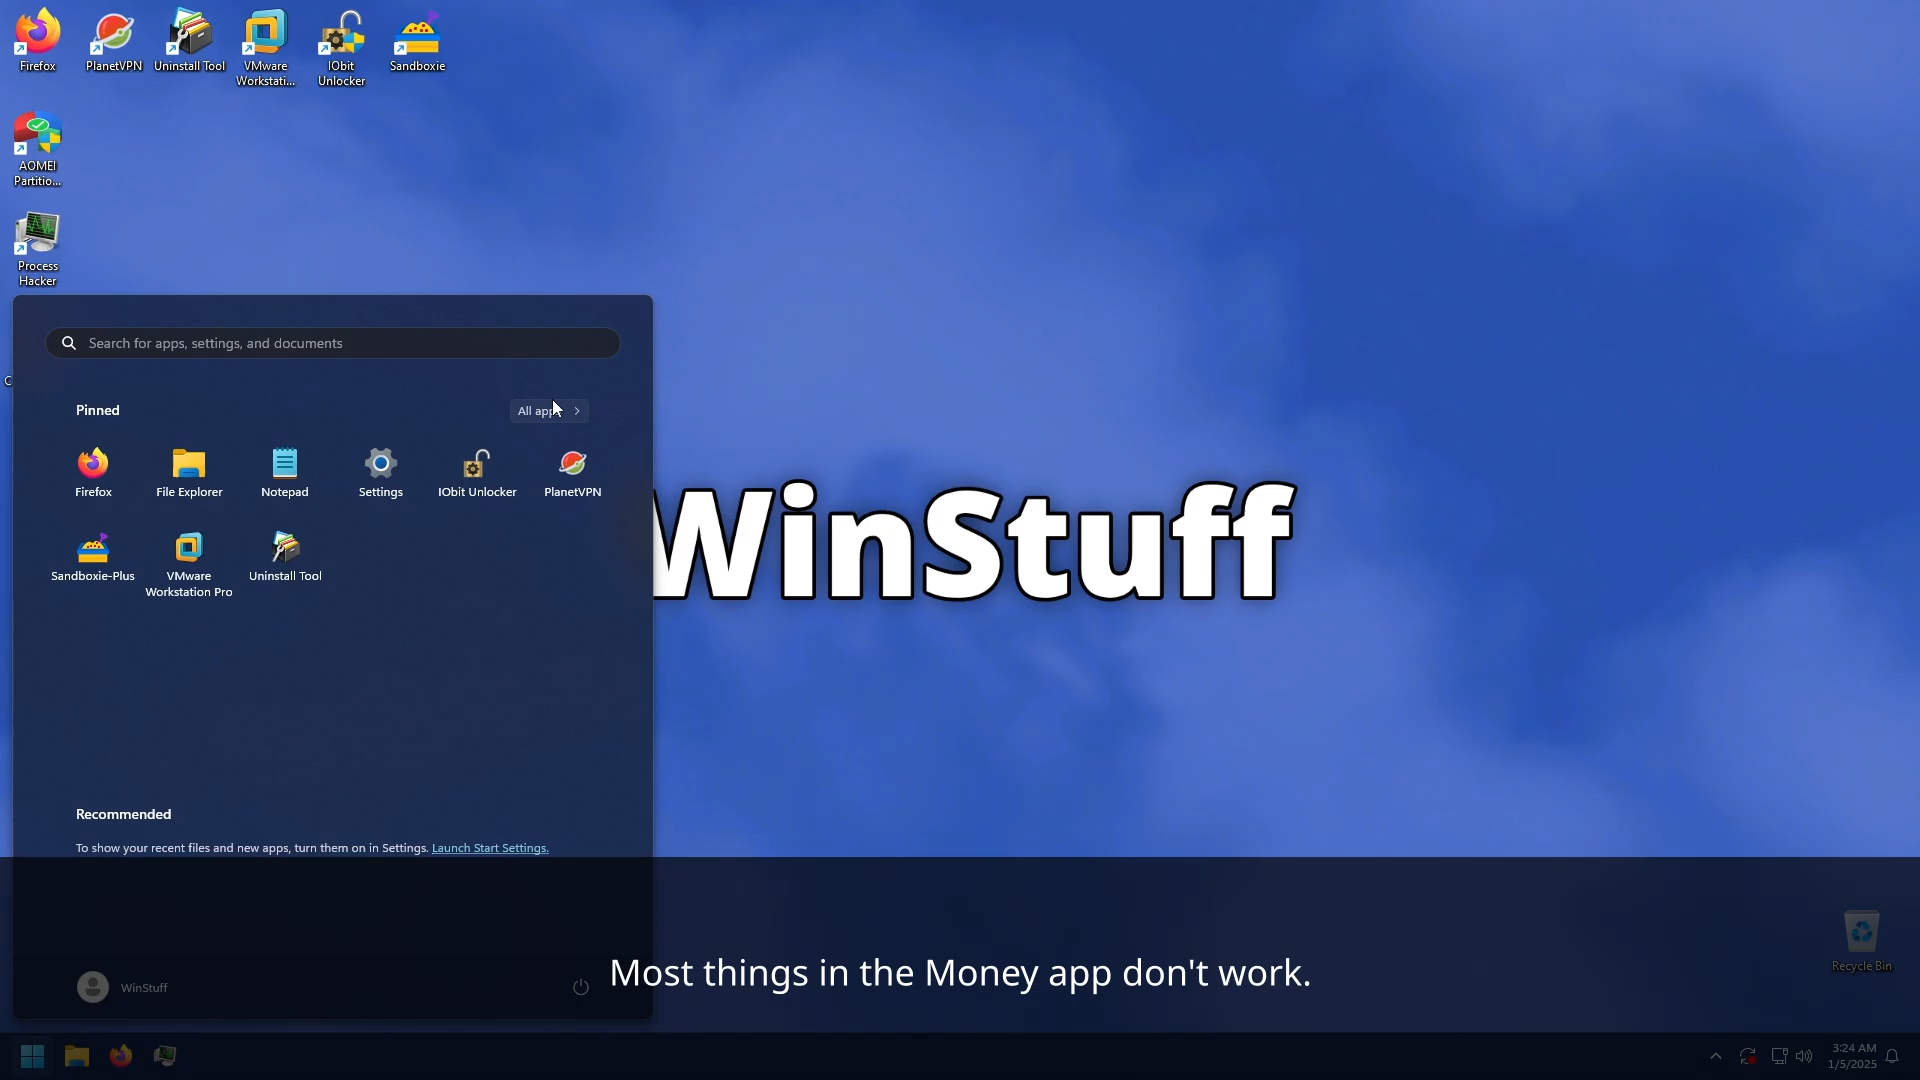 Firefox
PlanetVPN
Uninstall Tool
VMware
Workstati...
IObit
Unlocker
Sandboxie
AOMEI
Partitio...
Process
Hacker
C
Search for apps, settings, and documents
Pinned
All app
Firefox
File Explorer
Notepad
Settings
IObit Unlocker
PlanetVPN
Sandboxie-Plus
VMware
Workstation Pro
Uninstall Tool
WinStuff
Recommended
To show your recent files and new apps, turn them on in Settings. Launch Start Settings.
Most things in the Money app don't work.
WinStuff
Recycle Bin
3:24 AM
1/5/2025